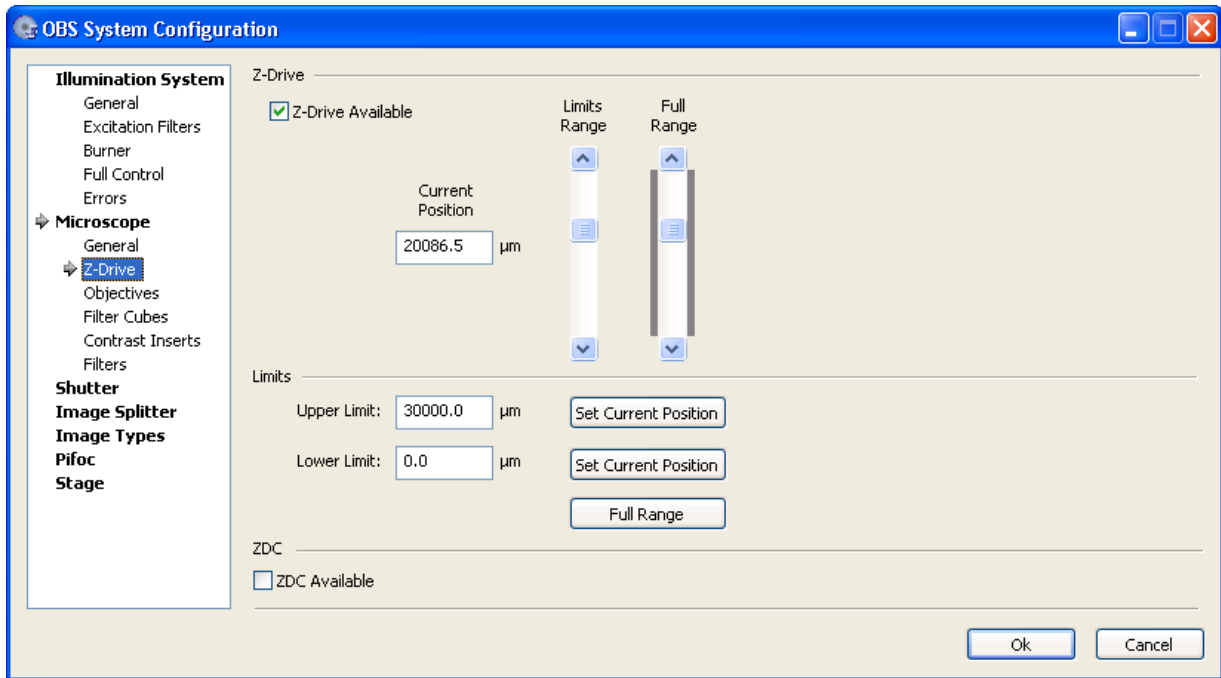 OBS System Configuration
Illumination System
General
Excitation Filters
Burner
Full Control
Errors
Microscope
General
Z-Drive
Objectives
Filter Cubes
Contrast Inserts
Filters
Shutter
Image Splitter
Image Types
Pifoc
Stage
Z-Drive
Z-Drive Available
Limits Range
Full Range
Current Position
20086.5 µm
Limits
Upper Limit: 30000.0 µm Set Current Position
Lower Limit: 0.0 µm Set Current Position
Full Range
ZDC
ZDC Available
Ok Cancel